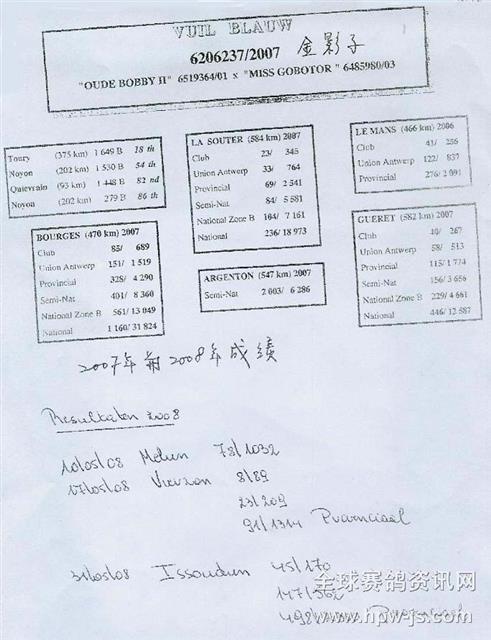 VUIL BLAUW
6206237/2007 金影子
"OUDE BOBBY II" 6519364/01 x "MISS GOBOTOR" 6485980/03
Toury (375 km) 1 649 B 18 th
Noyon (202 km) 1 530 B 54 th
Quievrain (93 km) 1 448 B 82 nd
Noyon (202 km) 279 B 86 th
LA SOUTER (584 km) 2007
Club 23/ 345
Union Antwerp 33/ 764
Provincial 69/ 2 541
Semi-Nat 84/ 5 581
National Zone B 104/ 7 161
National 236/ 18 973
LE MANS (466 km) 2006
Club 41/ 256
Union Antwerp 122/ 837
Provincial 276/ 2 091
BOURGES (470 km) 2007
Club 85/ 689
Union Antwerp 151/ 1 519
Provincial 328/ 4 290
Semi-Nat 401/ 8 360
National Zone B 561/ 13 049
National 1 160/ 31 824
ARGENTON (547 km) 2007
Semi-Nat 2 003/ 6 286
GUERET (582 km) 2007
Club 40/ 267
Union Antwerp 58/ 513
Provincial 115/ 1 774
Semi-Nat 156/ 3 656
National Zone B 229/ 4 661
National 446/ 12 587
2007年 2008年成绩
Resultaten 2008
10/05/08 Melun 78/1032
17/05/08 Vierzon 8/89
23/209
91/1314 Provinciaal
31/05/08 Issoudun 45/170
147/562
498/ Provinciaal
全球赛鸽资讯网
www.hpw-js.com